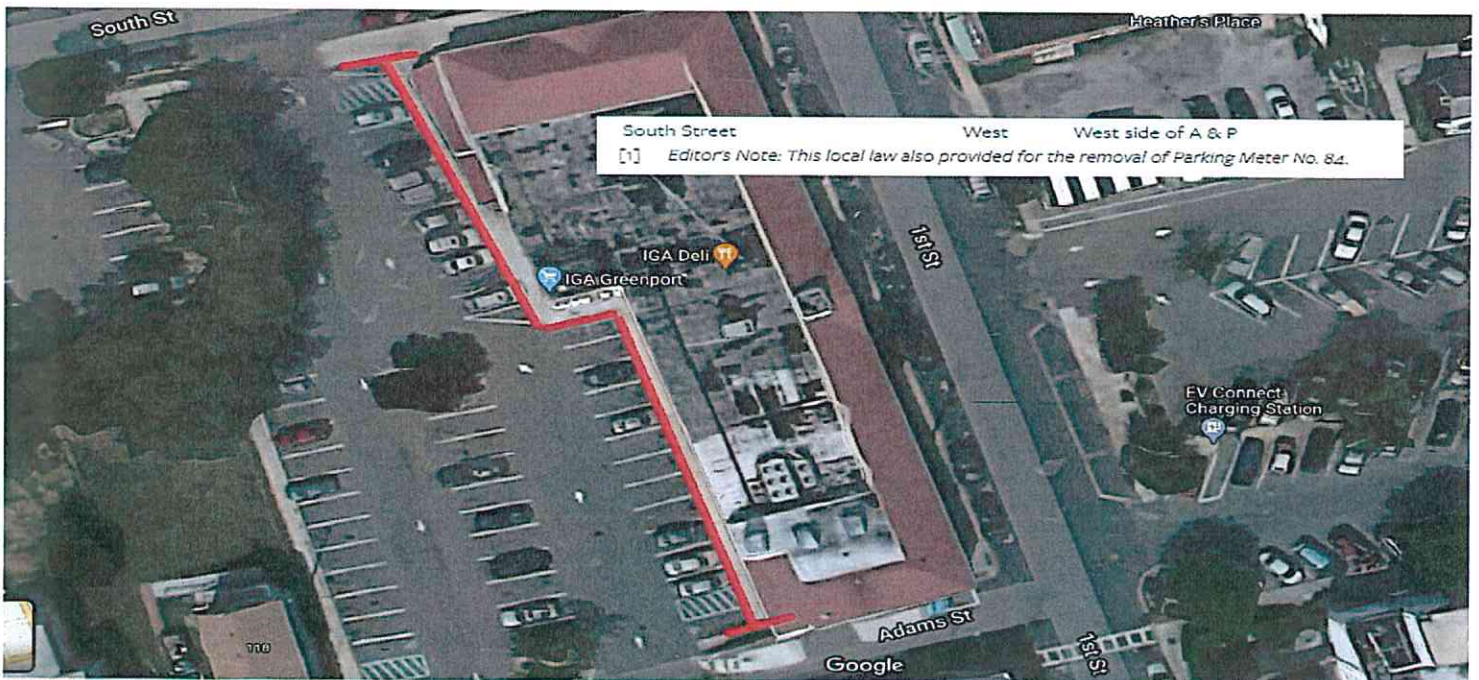 South St
Heather's Place
South Street West West side of A & P
[1] Editor's Note: This local law also provided for the removal of Parking Meter No. 84.
1st St
IGA Deli
IGA Greenport
EV Connect
Charging Station
118
Adams St
1st St
Google